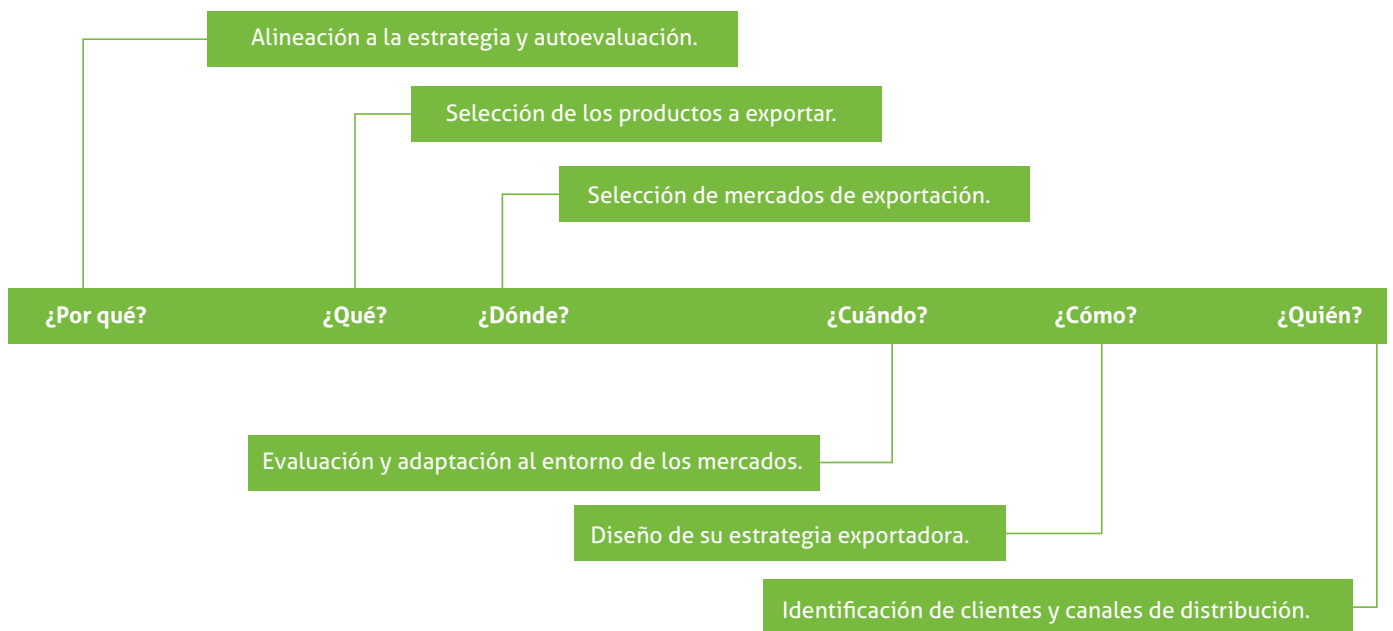 Alineación a la estrategia y autoevaluación.
Selección de los productos a exportar.
Selección de mercados de exportación.
¿Por qué? ¿Qué? ¿Dónde? ¿Cuándo? ¿Cómo? ¿Quién?
Evaluación y adaptación al entorno de los mercados.
Diseño de su estrategia exportadora.
Identificación de clientes y canales de distribución.